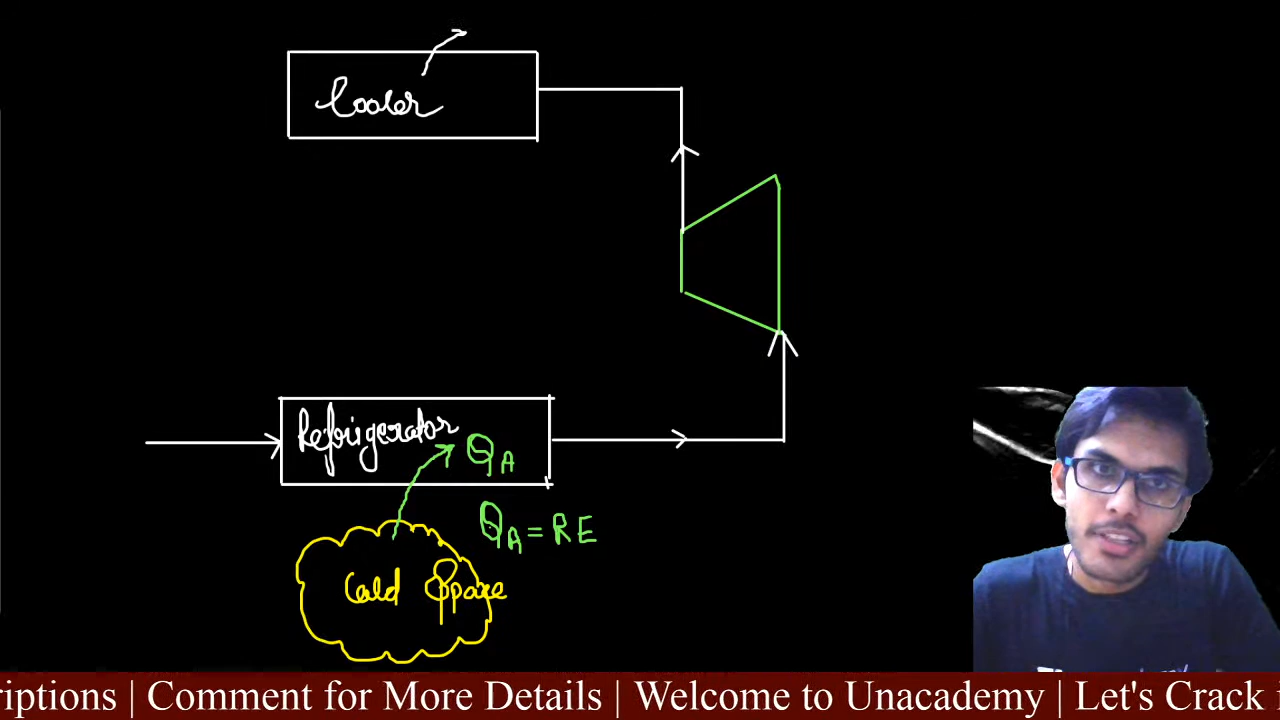 Cooler
Refrigerator
QA
QA = RE
Cold Space
riptions | Comment for More Details | Welcome to Unacademy | Let's Crack